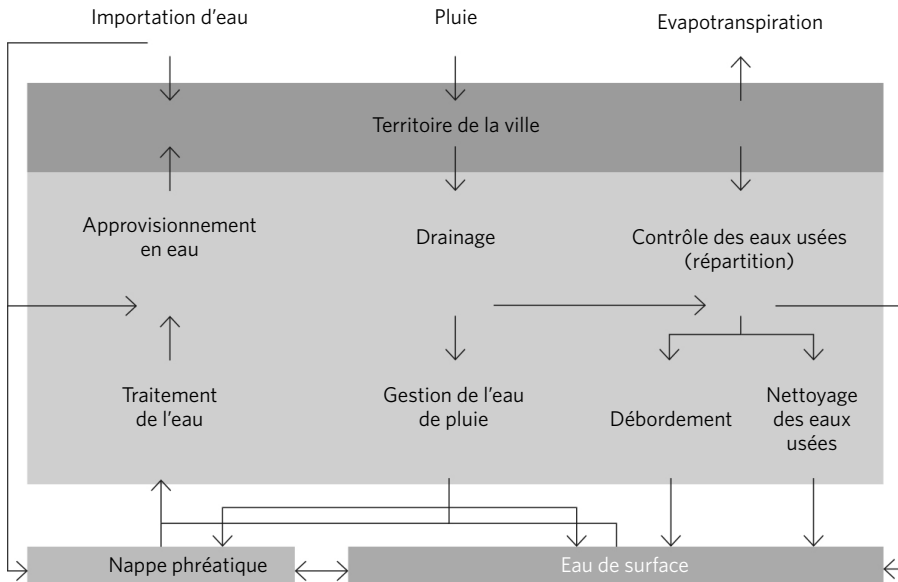 Importation d'eau
Pluie
Evapotranspiration
Territoire de la ville
Approvisionnement
en eau
Drainage
Contrôle des eaux usées
(répartition)
Traitement
de l'eau
Gestion de l'eau
de pluie
Débordement
Nettoyage
des eaux
usées
Nappe phréatique
Eau de surface